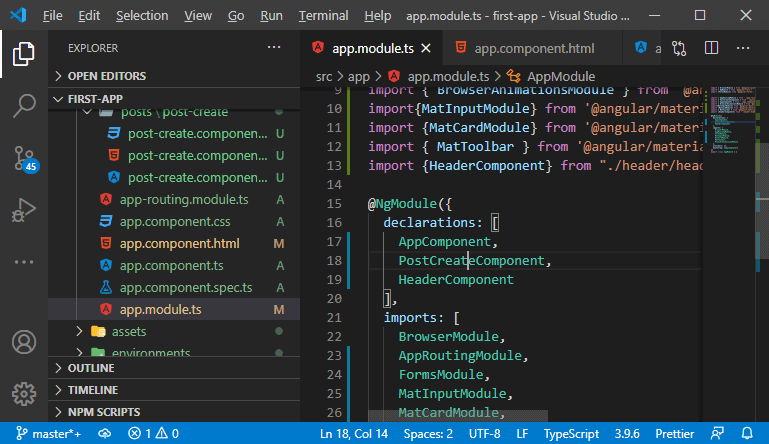 File Edit Selection View Go Run Terminal Help app.module.ts - first-app - Visual Studio ...
EXPLORER
OPEN EDITORS
FIRST-APP
posts \ post-create
post-create.componen... U
post-create.componen... U
post-create.componen... U
app-routing.module.ts A
app.component.css A
app.component.html M
app.component.ts A
app.component.spec.ts A
app.module.ts M
assets
environments
OUTLINE
TIMELINE
NPM SCRIPTS
45
app.module.ts app.component.html a
src > app > app.module.ts > AppModule
9 import { BrowserAnimationsModule } from '@an
10 import{MatInputModule} from '@angular/materi
11 import {MatCardModule} from '@angular/materi
12 import { MatToolbar } from '@angular/materia
13 import {HeaderComponent} from "./header/head
14
15 @NgModule({
16 declarations: [
17 AppComponent,
18 PostCreateComponent,
19 HeaderComponent
20 ],
21 imports: [
22 BrowserModule,
23 AppRoutingModule,
24 FormsModule,
25 MatInputModule,
26 MatCardModule,
master*+ 1 0 Ln 18, Col 14 Spaces: 2 UTF-8 LF TypeScript 3.9.6 Prettier